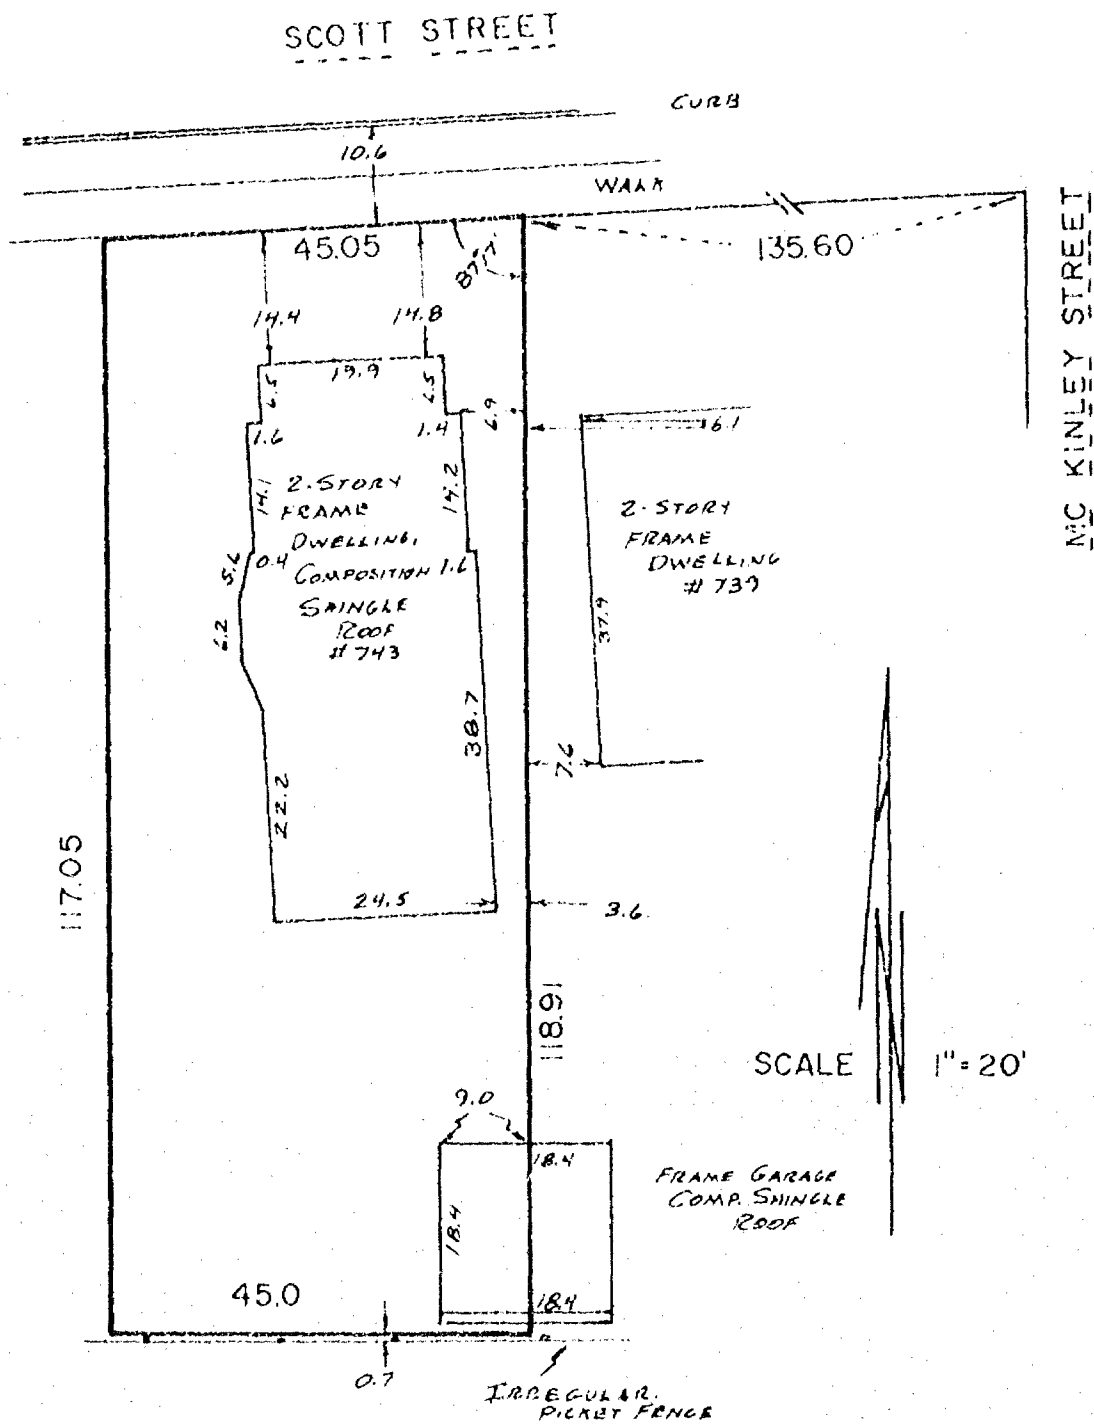 SCOTT STREET
CURB
10.6
WALK
45.05
87°17'
135.60
MC KINLEY STREET
14.4
14.8
19.9
6.5
6.5
1.6
1.4
6.9
6.1
14.1
14.2
2-STORY
FRAME
DWELLING,
COMPOSITION
SHINGLE
ROOF
# 743
2-STORY
FRAME
DWELLING
# 739
5.6
0.4
1.6
6.2
37.9
38.7
7.6
22.2
117.05
24.5
3.6
118.91
SCALE 1"=20'
N
9.0
18.4
18.4
FRAME GARAGE
COMP. SHINGLE
ROOF
45.0
18.4
0.7
IRREGULAR
PICKET FENCE